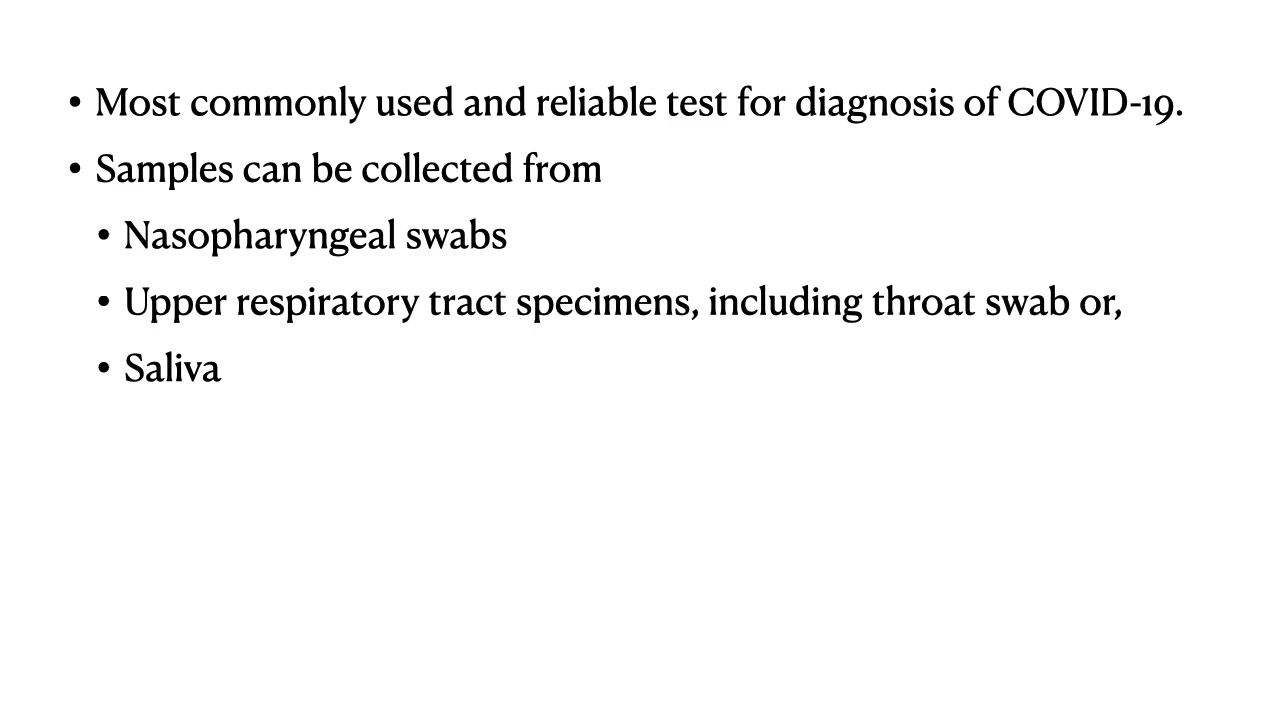 • Most commonly used and reliable test for diagnosis of COVID-19.
• Samples can be collected from
• Nasopharyngeal swabs
• Upper respiratory tract specimens, including throat swab or,
• Saliva